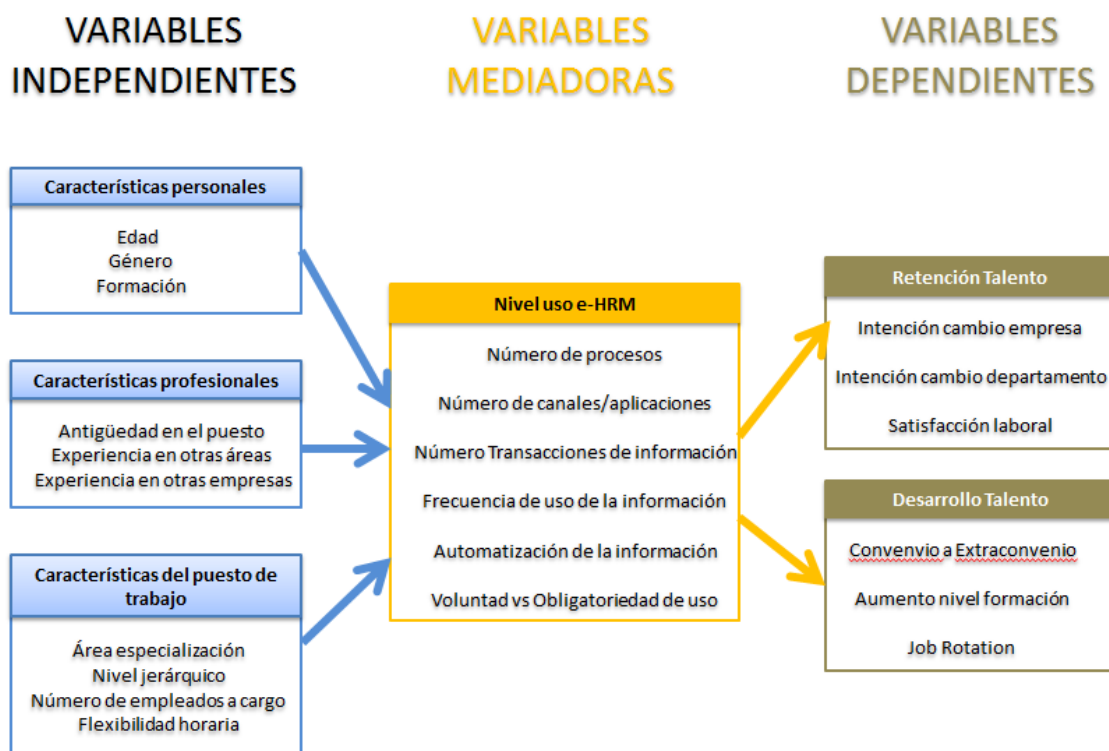 VARIABLES
INDEPENDIENTES
VARIABLES
MEDIADORAS
VARIABLES
DEPENDIENTES
Características personales
Edad
Género
Formación
Características profesionales
Antigüedad en el puesto
Experiencia en otras áreas
Experiencia en otras empresas
Características del puesto de
trabajo
Área especialización
Nivel jerárquico
Número de empleados a cargo
Flexibilidad horaria
Nivel uso e-HRM
Número de procesos
Número de canales/aplicaciones
Número Transacciones de información
Frecuencia de uso de la información
Automatización de la información
Voluntad vs Obligatoriedad de uso
Retención Talento
Intención cambio empresa
Intención cambio departamento
Satisfacción laboral
Desarrollo Talento
Convenvio a Extraconvenio
Aumento nivel formación
Job Rotation